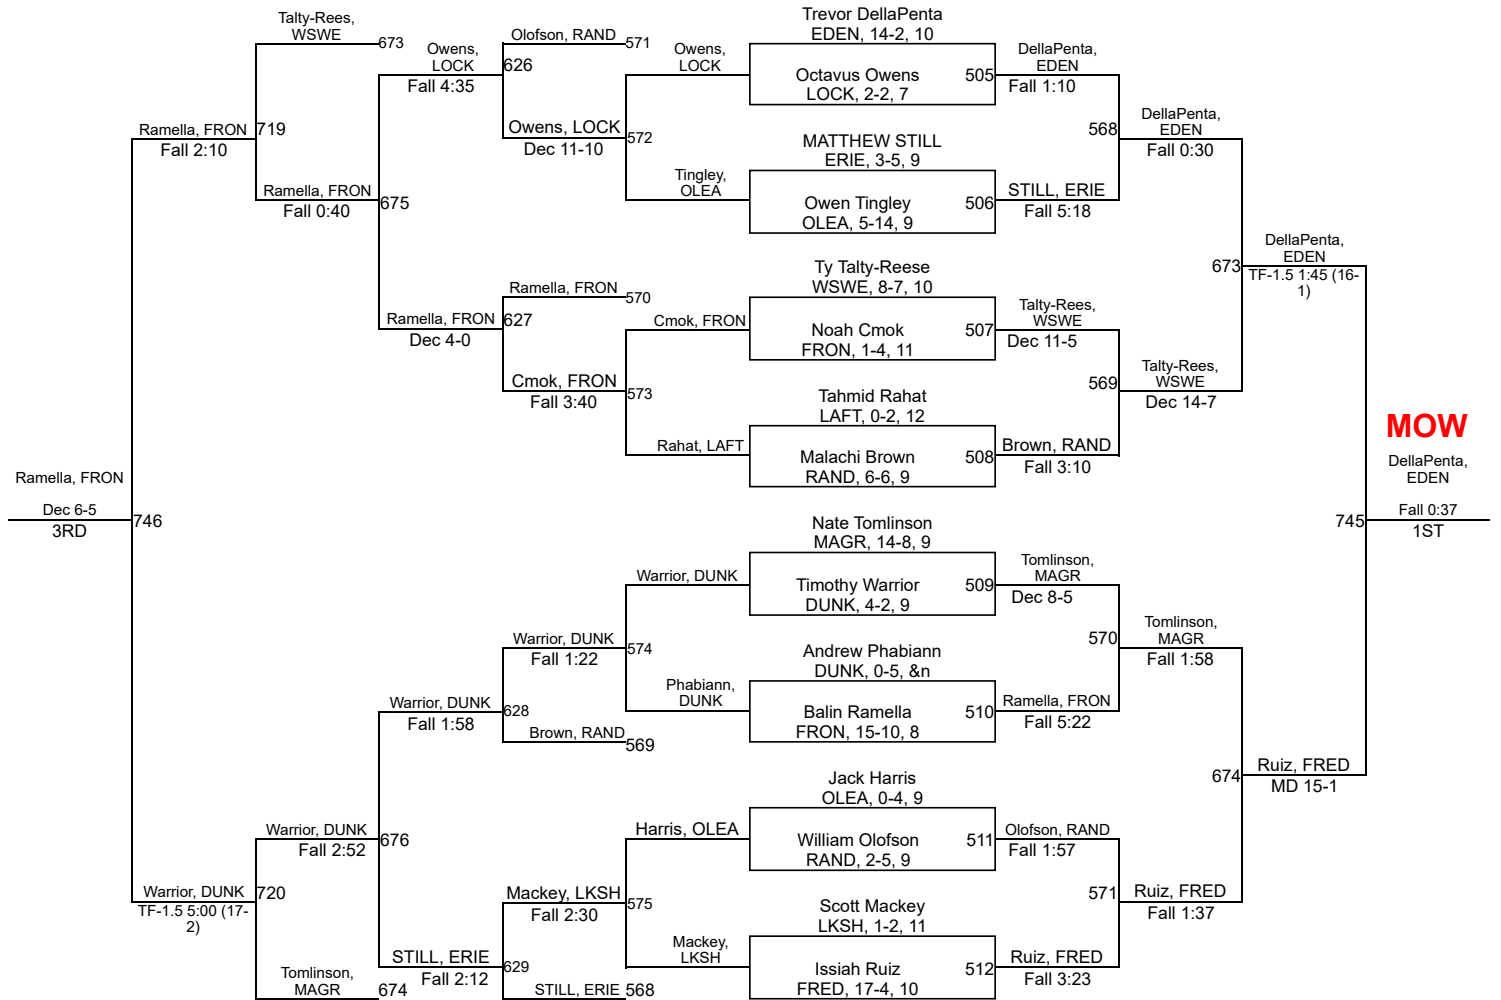 Talty-Rees,
WSWE
673
Owens,
LOCK
Fall 4:35
Olofson, RAND
571
626
Owens,
LOCK
Trevor DellaPenta
EDEN, 14-2, 10
Octavus Owens
LOCK, 2-2, 7
505
DellaPenta,
EDEN
Fall 1:10
Ramella, FRON
Fall 2:10
719
Owens, LOCK
Dec 11-10
572
568
DellaPenta,
EDEN
Fall 0:30
Ramella, FRON
Fall 0:40
675
Tingley,
OLEA
MATTHEW STILL
ERIE, 3-5, 9
Owen Tingley
OLEA, 5-14, 9
506
STILL, ERIE
Fall 5:18
673
DellaPenta,
EDEN
TF-1.5 1:45 (16-
1)
Ramella, FRON
570
Ramella, FRON
Dec 4-0
627
Cmok, FRON
Ty Talty-Reese
WSWE, 8-7, 10
Noah Cmok
FRON, 1-4, 11
507
Talty-Rees,
WSWE
Dec 11-5
Cmok, FRON
Fall 3:40
573
569
Talty-Rees,
WSWE
Dec 14-7
Rahat, LAFT
Tahmid Rahat
LAFT, 0-2, 12
Malachi Brown
RAND, 6-6, 9
508
Brown, RAND
Fall 3:10
MOW
DellaPenta,
EDEN
Fall 0:37
1ST
745
Ramella, FRON
Dec 6-5
3RD
746
Warrior, DUNK
Nate Tomlinson
MAGR, 14-8, 9
Timothy Warrior
DUNK, 4-2, 9
509
Tomlinson,
MAGR
Dec 8-5
Warrior, DUNK
Fall 1:22
574
570
Tomlinson,
MAGR
Fall 1:58
Warrior, DUNK
Fall 1:58
628
Phabiann,
DUNK
Andrew Phabiann
DUNK, 0-5, &n
Balin Ramella
FRON, 15-10, 8
510
Ramella, FRON
Fall 5:22
Brown, RAND
569
674
Ruiz, FRED
MD 15-1
Warrior, DUNK
Fall 2:52
676
Harris, OLEA
Jack Harris
OLEA, 0-4, 9
William Olofson
RAND, 2-5, 9
511
Olofson, RAND
Fall 1:57
Warrior, DUNK
TF-1.5 5:00 (17-
2)
720
Mackey, LKSH
Fall 2:30
575
571
Ruiz, FRED
Fall 1:37
STILL, ERIE
Fall 2:12
629
Mackey,
LKSH
Scott Mackey
LKSH, 1-2, 11
Issiah Ruiz
FRED, 17-4, 10
512
Ruiz, FRED
Fall 3:23
Tomlinson,
MAGR
674
STILL, ERIE
568